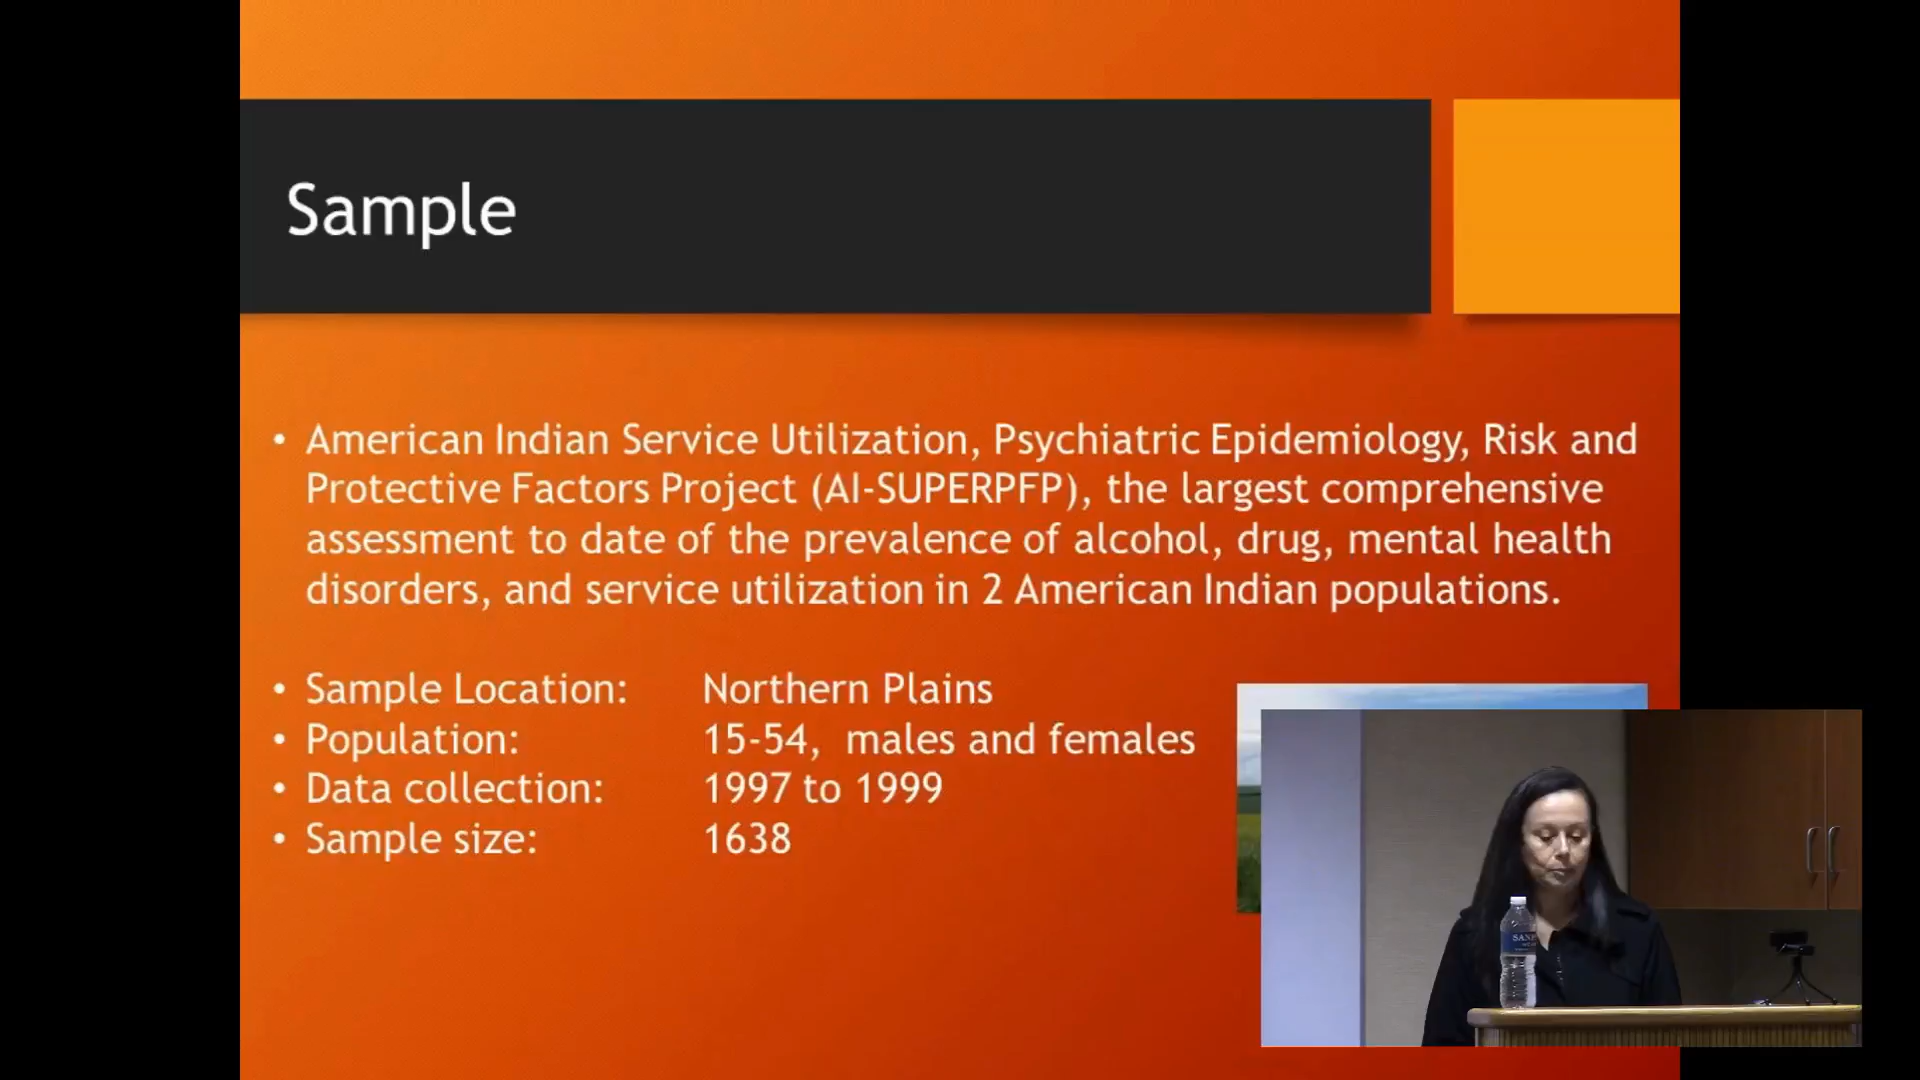 Sample
• American Indian Service Utilization, Psychiatric Epidemiology, Risk and
Protective Factors Project (AI-SUPERPFP), the largest comprehensive
assessment to date of the prevalence of alcohol, drug, mental health
disorders, and service utilization in 2 American Indian populations.
• Sample Location: Northern Plains
• Population: 15-54, males and females
• Data collection: 1997 to 1999
• Sample size: 1638